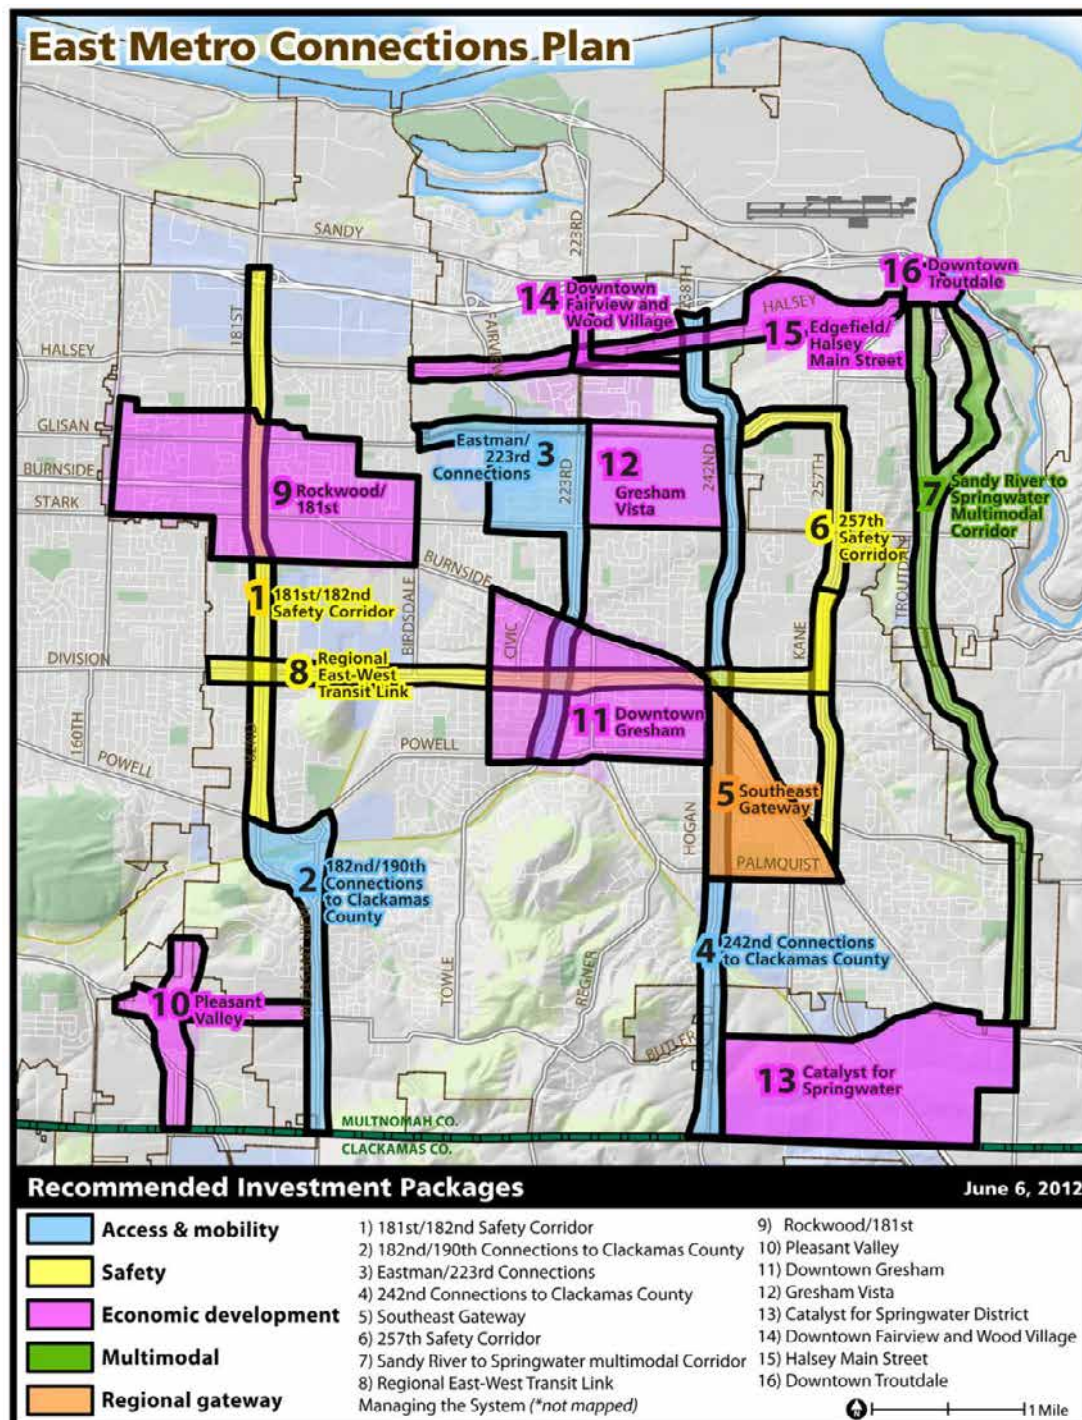 East Metro Connections Plan
SANDY
223RD
238TH
16 Downtown
Troutdale
14 Downtown
Fairview and
Wood Village
HALSEY
15 Edgefield/
Halsey
Main Street
181ST
FAIRVIEW
HALSEY
GLISAN
BURNSIDE
STARK
Eastman/
223rd
Connections
3
223RD
12
Gresham
Vista
242ND
257TH
9 Rockwood/
181st
7 Sandy River to
Springwater
Multimodal
Corridor
6 257th
Safety
Corridor
BURNSIDE
1 181st/182nd
Safety Corridor
BIRDSDALE
CIVIC
KANE
DIVISION
8 Regional
East-West
Transit Link
11 Downtown
Gresham
160TH
POWELL
POWELL
5 Southeast
Gateway
HOGAN
PALMQUIST
2 182nd/190th
Connections
to Clackamas
County
4 242nd Connections
to Clackamas County
TOWLE
REGNER
10 Pleasant
Valley
BUTLER
13 Catalyst for
Springwater
MULTNOMAH CO.
CLACKAMAS CO.
Recommended Investment Packages
June 6, 2012
Access & mobility
Safety
Economic development
Multimodal
Regional gateway
1) 181st/182nd Safety Corridor
2) 182nd/190th Connections to Clackamas County
3) Eastman/223rd Connections
4) 242nd Connections to Clackamas County
5) Southeast Gateway
6) 257th Safety Corridor
7) Sandy River to Springwater multimodal Corridor
8) Regional East-West Transit Link
Managing the System (*not mapped)
9) Rockwood/181st
10) Pleasant Valley
11) Downtown Gresham
12) Gresham Vista
13) Catalyst for Springwater District
14) Downtown Fairview and Wood Village
15) Halsey Main Street
16) Downtown Troutdale
N
1 Mile